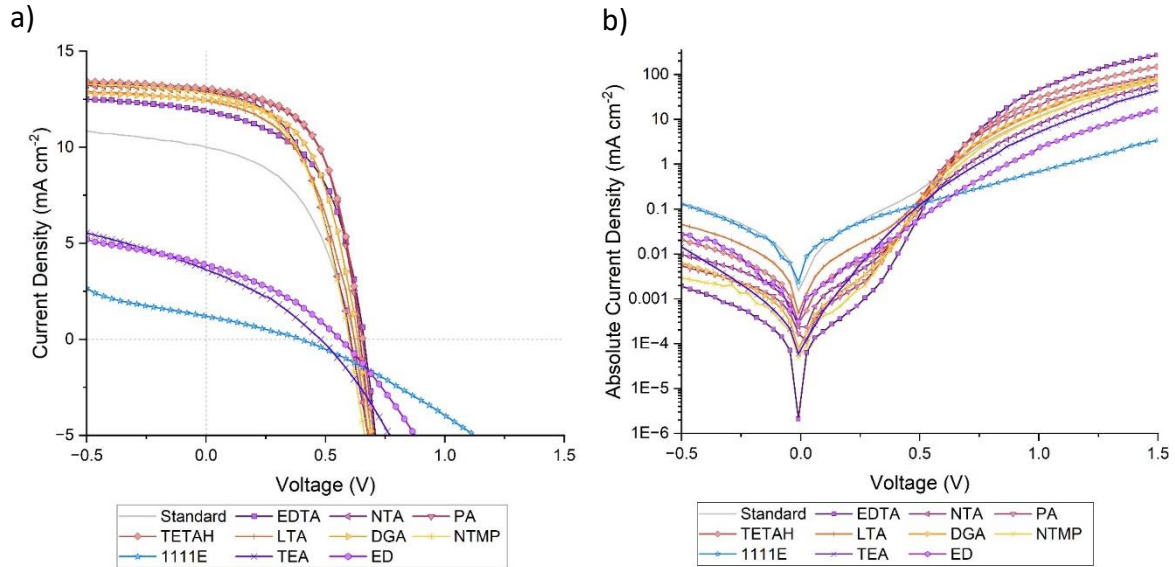 a)
15
10
5
0
−5
Current Density (mA cm⁻²)
−0.5
0.0
0.5
1.0
1.5
Voltage (V)
Standard EDTA NTA PA
TETAH LTA DGA NTMP
1111E TEA ED
b)
100
10
1
0.1
0.01
0.001
1E−4
1E−5
1E−6
Absolute Current Density (mA cm⁻²)
−0.5
0.0
0.5
1.0
1.5
Voltage (V)
Standard EDTA NTA PA
TETAH LTA DGA NTMP
1111E TEA ED